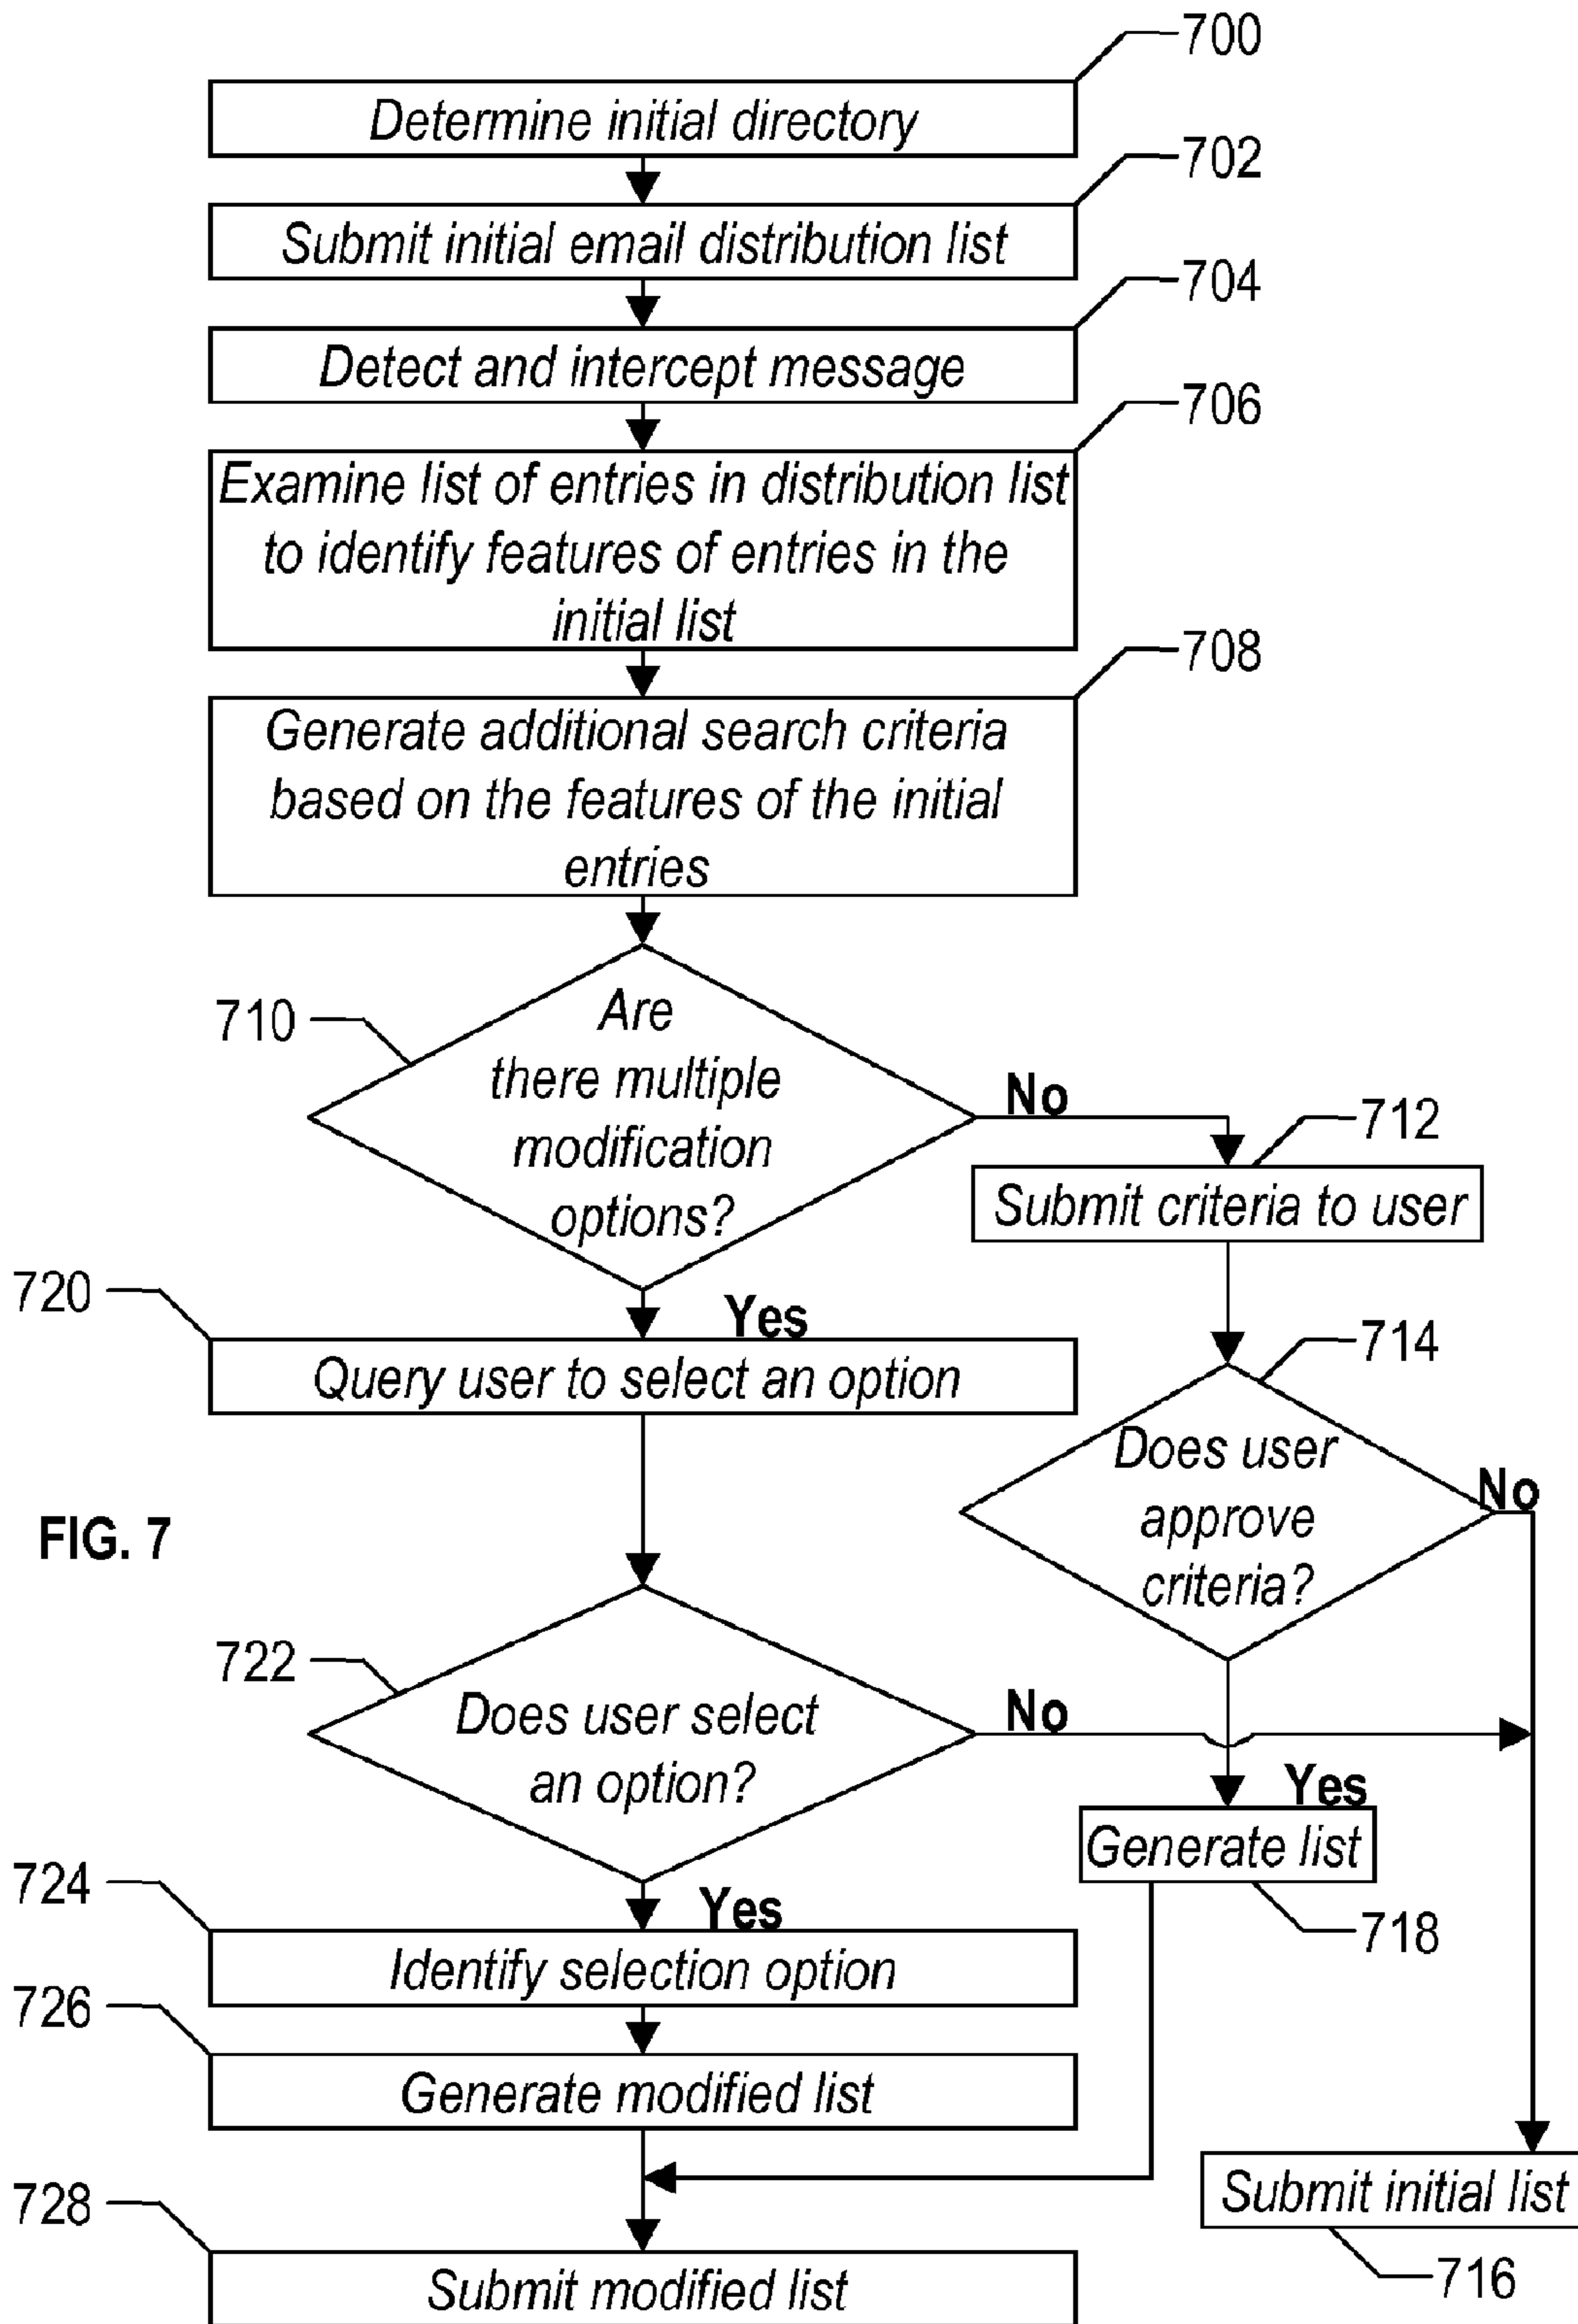 700
Determine initial directory
702
Submit initial email distribution list
704
Detect and intercept message
706
Examine list of entries in distribution list
to identify features of entries in the
initial list
708
Generate additional search criteria
based on the features of the initial
entries
710
Are
there multiple
modification
options?
No
712
Submit criteria to user
720
Yes
Query user to select an option
714
Does user
approve
criteria?
No
FIG. 7
722
Does user select
an option?
No
Yes
Generate list
718
724
Yes
Identify selection option
726
Generate modified list
728
Submit modified list
Submit initial list
716